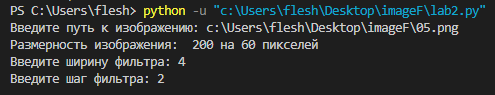 PS C:\Users\flesh> python -u "c:\Users\flesh\Desktop\imageF\lab2.py"
Введите путь к изображению: c:\Users\flesh\Desktop\imageF\05.png
Размерность изображения:  200 на 60 пикселей
Введите ширину фильтра: 4
Введите шаг фильтра: 2